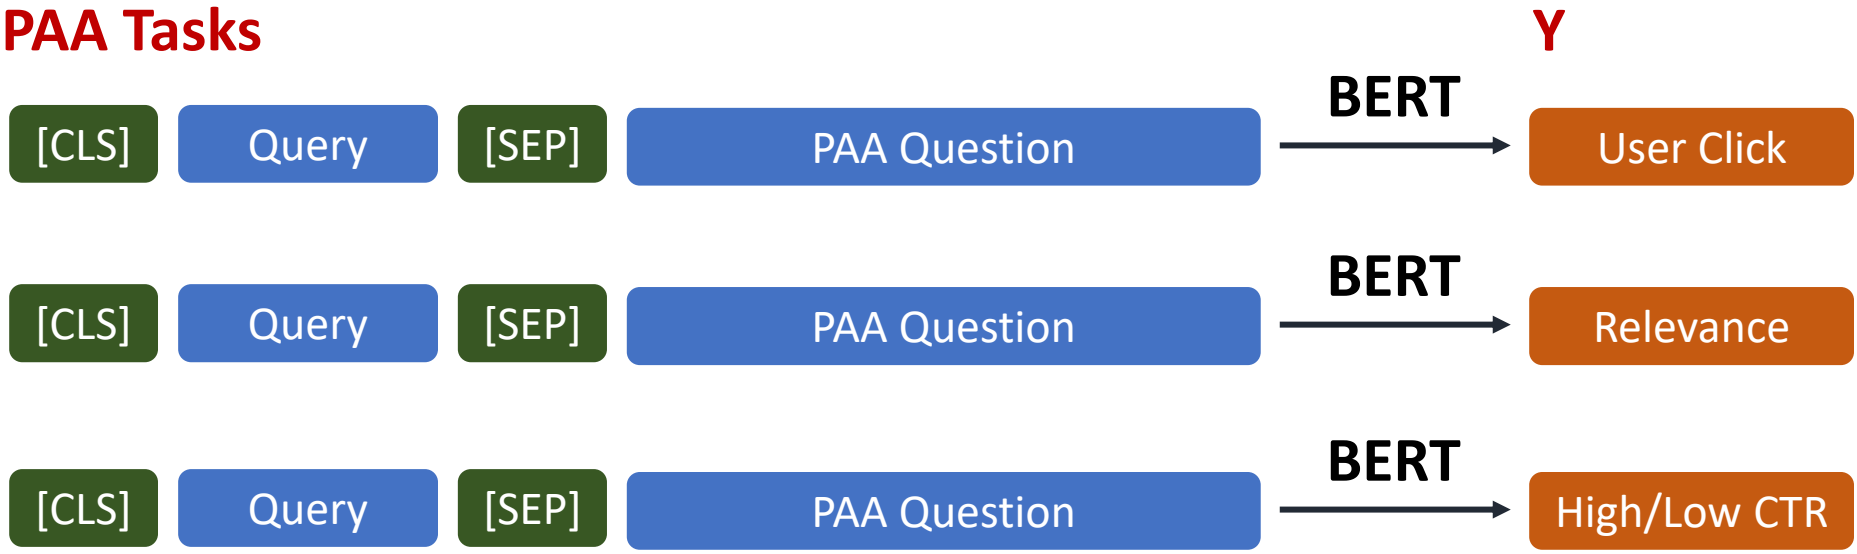 PAA Tasks Y
[CLS] Query [SEP] PAA Question BERT User Click
[CLS] Query [SEP] PAA Question BERT Relevance
[CLS] Query [SEP] PAA Question BERT High/Low CTR